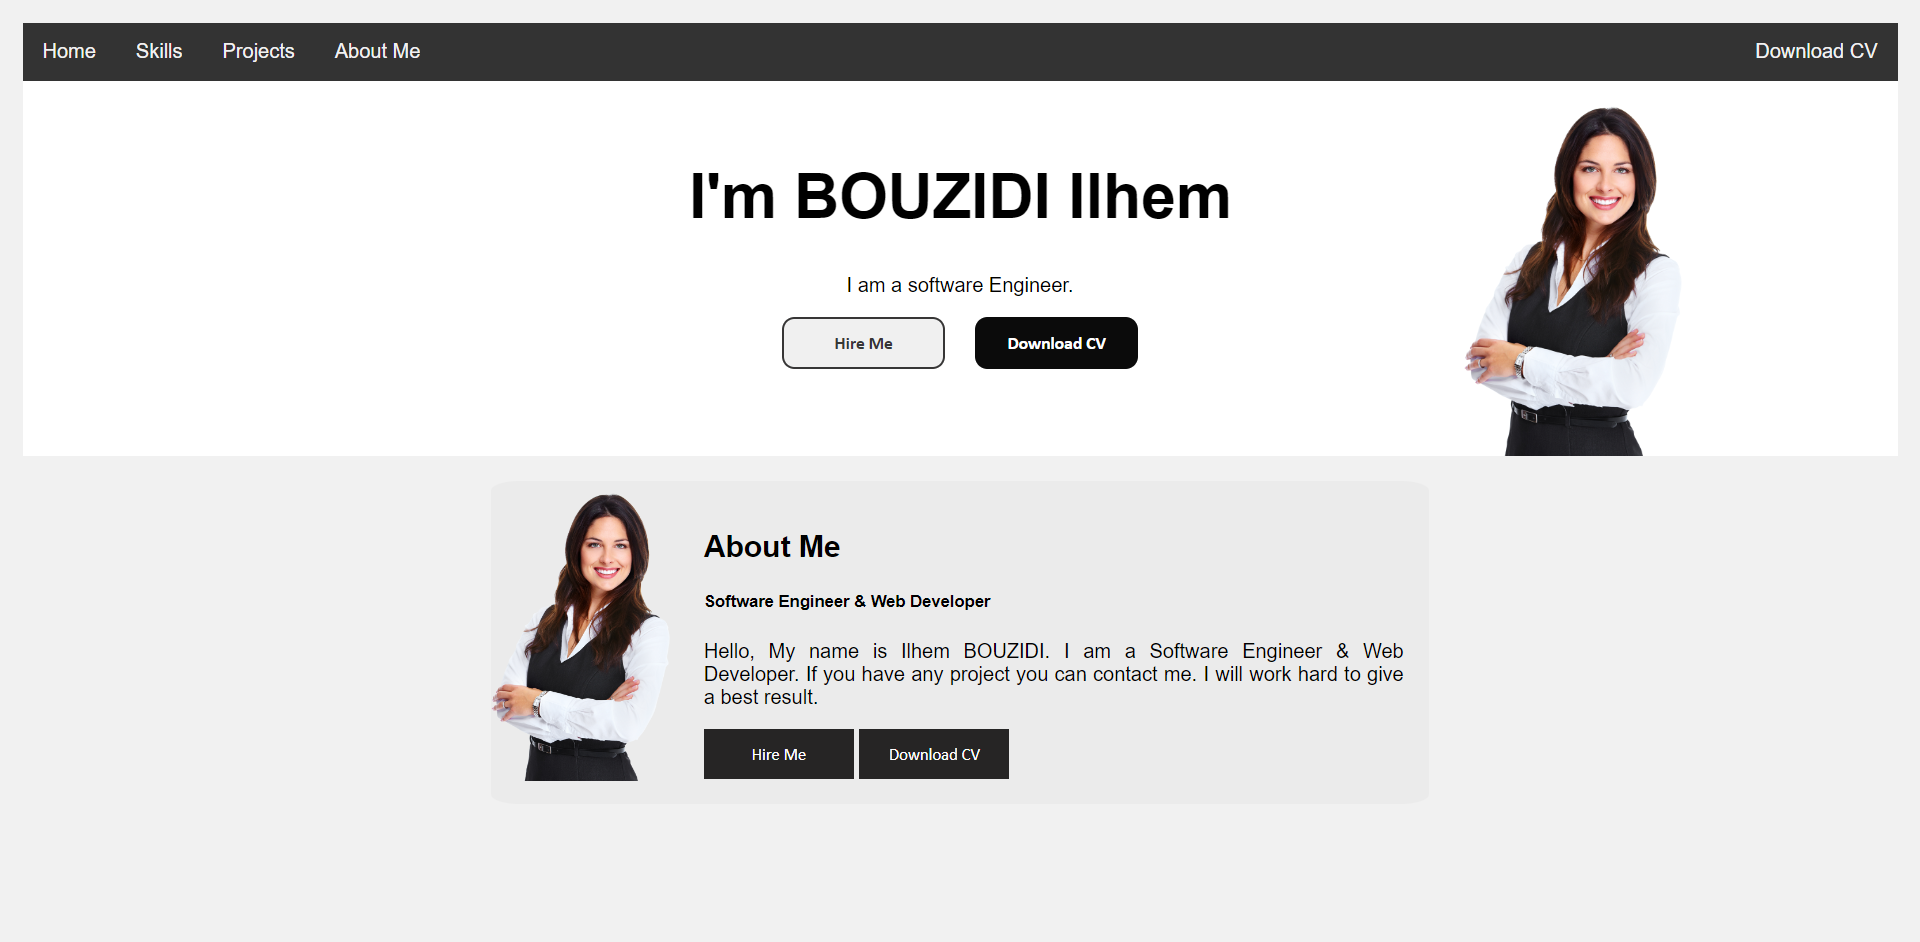 Home Skills Projects About Me Download CV
I'm BOUZIDI Ilhem
I am a software Engineer.
Hire Me Download CV
About Me
Software Engineer & Web Developer
Hello, My name is Ilhem BOUZIDI. I am a Software Engineer & Web
Developer. If you have any project you can contact me. I will work hard to give
a best result.
Hire Me Download CV